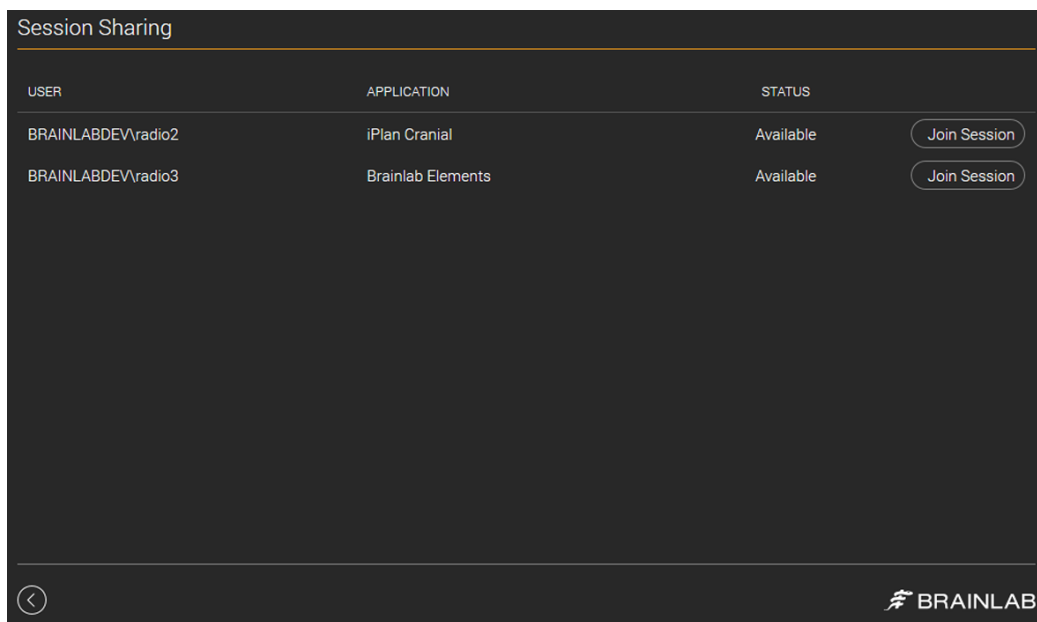 Session Sharing
USER APPLICATION STATUS
BRAINLABDEV\radio2 iPlan Cranial Available Join Session
BRAINLABDEV\radio3 Brainlab Elements Available Join Session
BRAINLAB